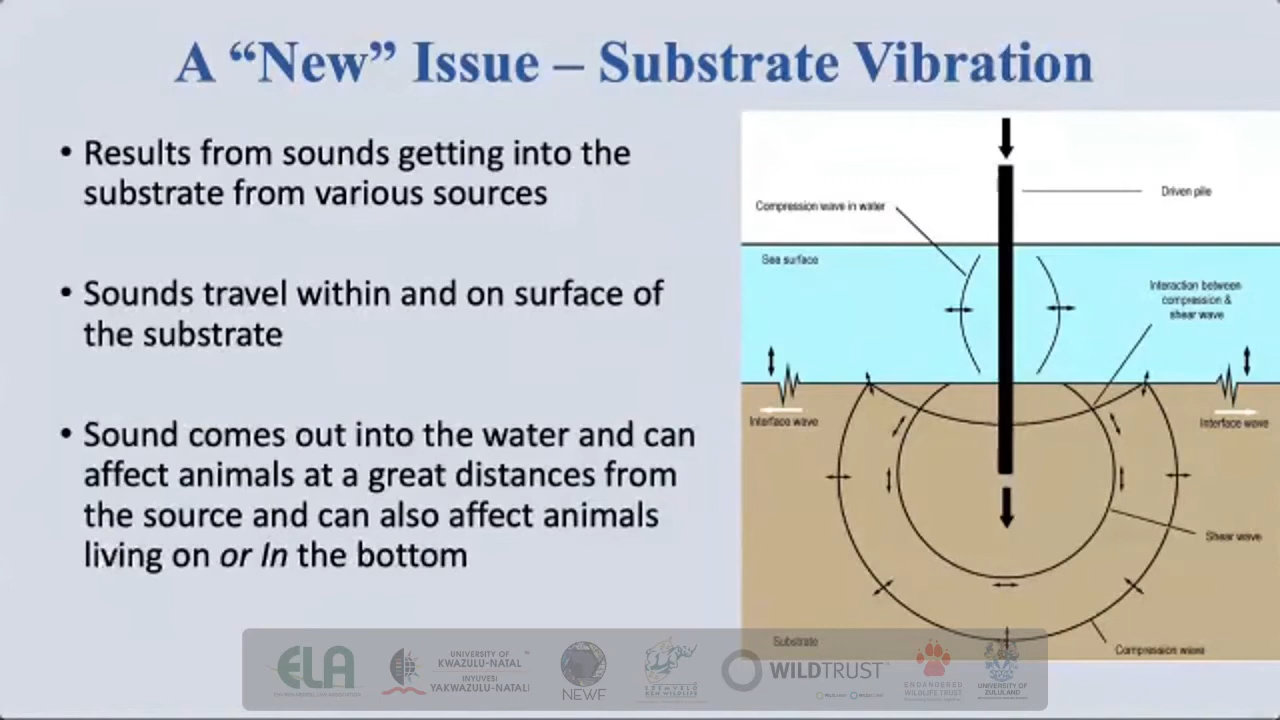 A “New” Issue – Substrate Vibration
• Results from sounds getting into the
substrate from various sources
• Sounds travel within and on surface of
the substrate
• Sound comes out into the water and can
affect animals at a great distances from
the source and can also affect animals
living on or In the bottom
Driven pile
Compression wave in water
Sea surface
Interaction between
compression &
shear wave
Interface wave
Interface wave
Shear wave
Substrate
Compression wave
ELA
UNIVERSITY OF
KWAZULU-NATAL
INYUVESI
YAKWAZULU-NATALI
NEWF
WILDTRUST
ENDANGERED
WILDLIFE TRUST
UNIVERSITY OF
ZULULAND